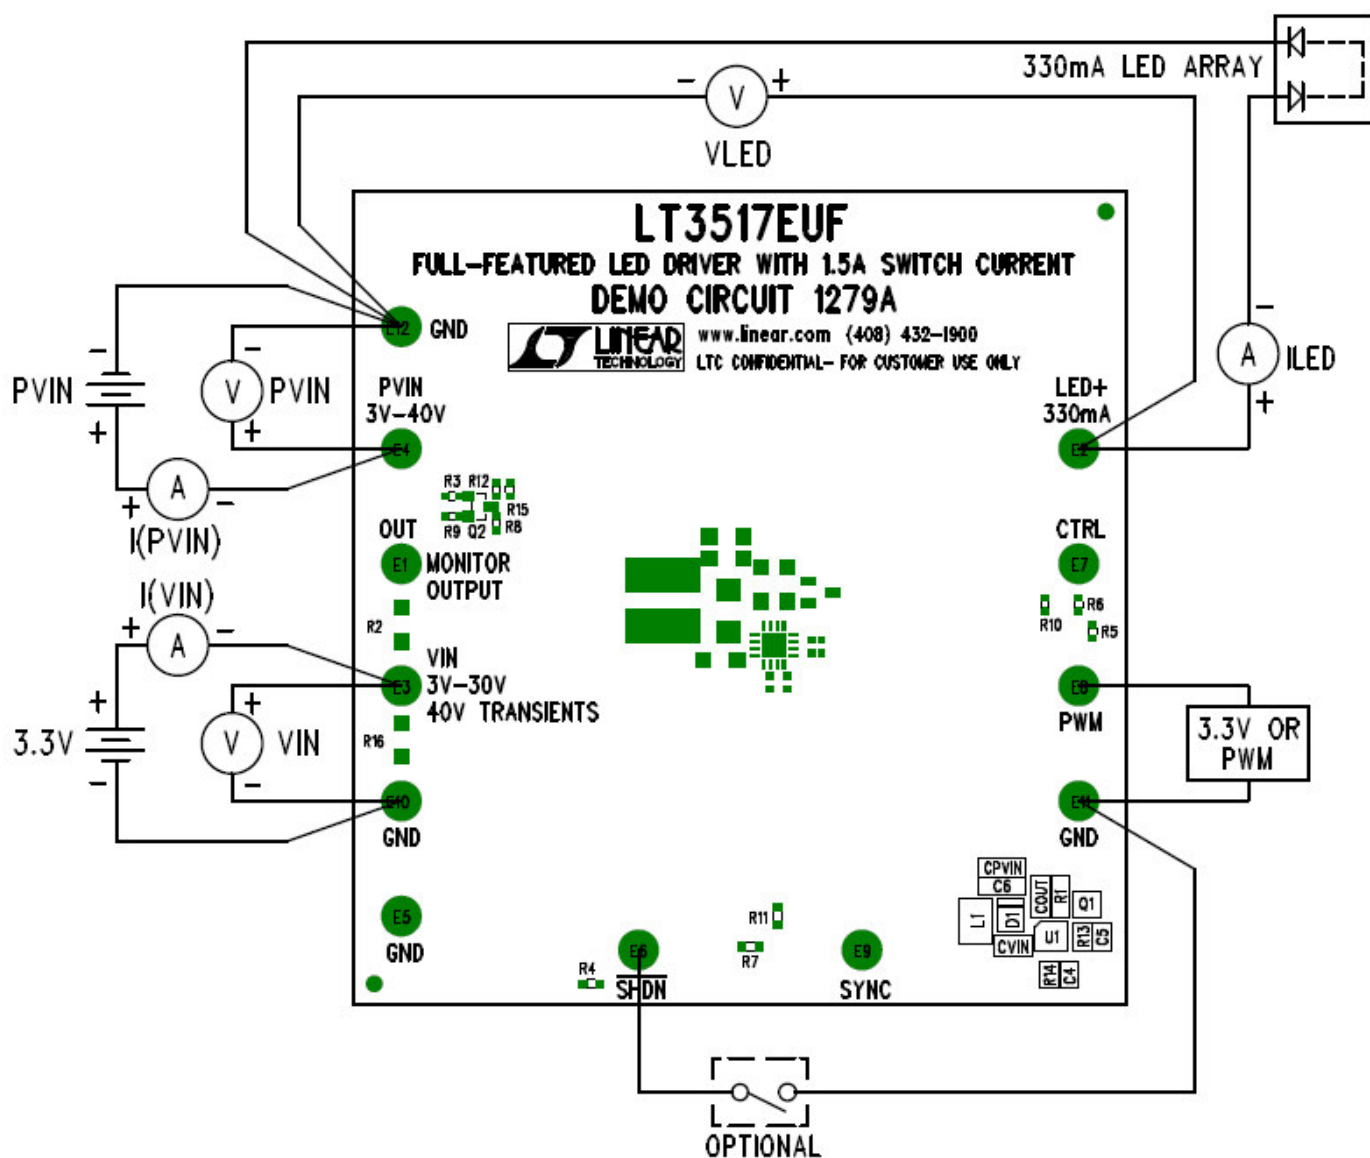 330mA LED ARRAY
- V +
VLED
LT3517EUF
FULL-FEATURED LED DRIVER WITH 1.5A SWITCH CURRENT
DEMO CIRCUIT 1279A
LT LINEAR TECHNOLOGY
www.linear.com (408) 432-1900
LTC CONFIDENTIAL- FOR CUSTOMER USE ONLY
E12 GND
-
PVIN
+
-
V PVIN
+
+ A -
I(PVIN)
PVIN
3V-40V
E4
LED+
330mA
E2
-
A ILED
+
R3 R12
R15
R9 Q2 R8
OUT
E1 MONITOR
OUTPUT
CTRL
E7
R6
R10
R5
I(VIN)
+ A -
R2
VIN
E3 3V-30V
40V TRANSIENTS
+
3.3V
-
+
V VIN
-
R16
E10
GND
E5
GND
E8
PWM
3.3V OR
PWM
E11
GND
CPVIN
C6
COUT
R1
L1
D1
Q1
CVIN
U1
R13
C5
R14
C4
R11
R7
R4
E6
SHDN
E9
SYNC
OPTIONAL